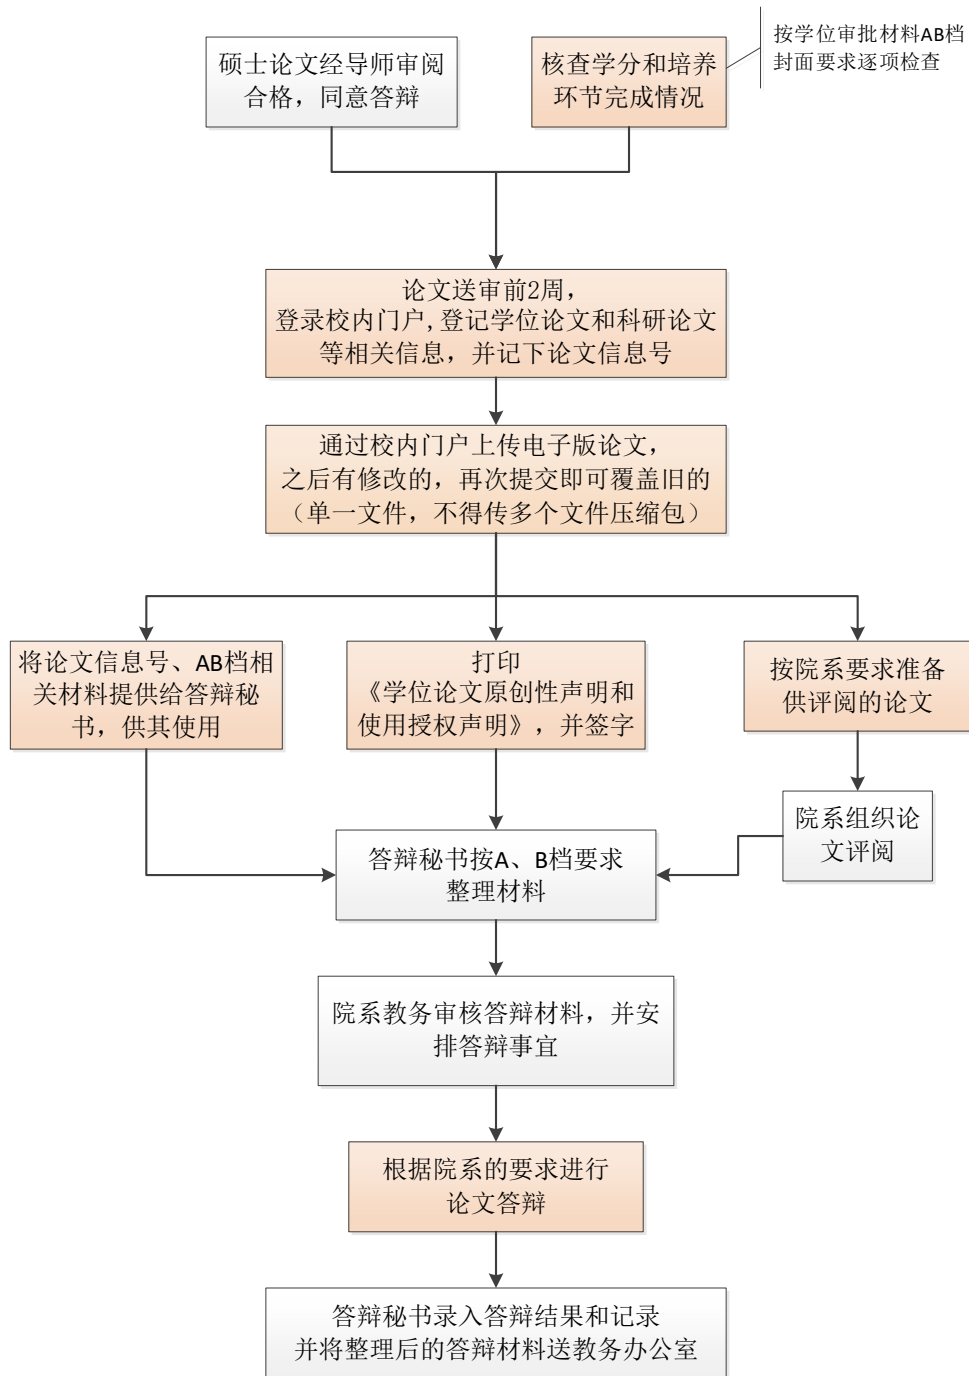 硕士论文经导师审阅
合格，同意答辩
核查学分和培养
环节完成情况
按学位审批材料AB档
封面要求逐项检查
论文送审前2周，
登录校内门户,登记学位论文和科研论文
等相关信息，并记下论文信息号
通过校内门户上传电子版论文，
之后有修改的，再次提交即可覆盖旧的
（单一文件，不得传多个文件压缩包）
将论文信息号、AB档相
关材料提供给答辩秘
书，供其使用
打印
《学位论文原创性声明和
使用授权声明》，并签字
按院系要求准备
供评阅的论文
院系组织论
文评阅
答辩秘书按A、B档要求
整理材料
院系教务审核答辩材料，并安
排答辩事宜
根据院系的要求进行
论文答辩
答辩秘书录入答辩结果和记录
并将整理后的答辩材料送教务办公室